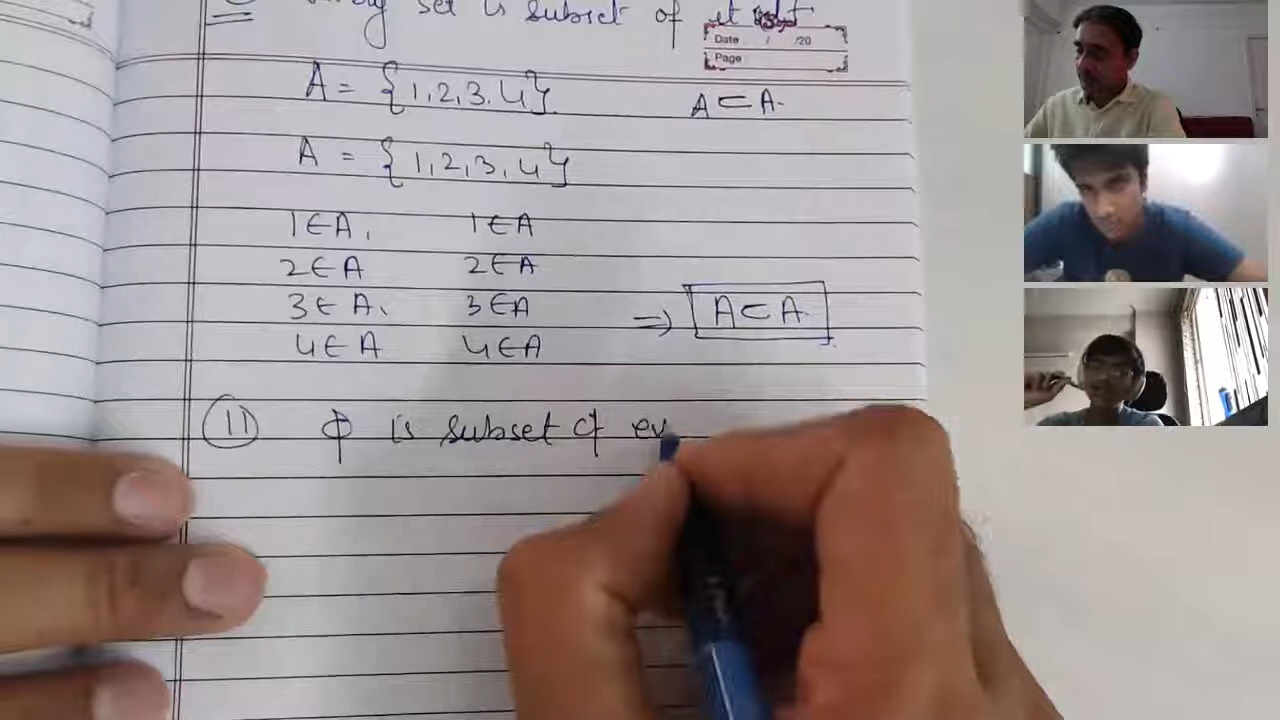 set is subset of
Date / /20
Page
A = {1,2,3,4}. A ⊂ A.
A = {1,2,3,4}
1∈A, 1∈A
2∈A 2∈A
3∈A, 3∈A ⇒ A⊂A.
4∈A 4∈A
(11) ϕ is subset of ev